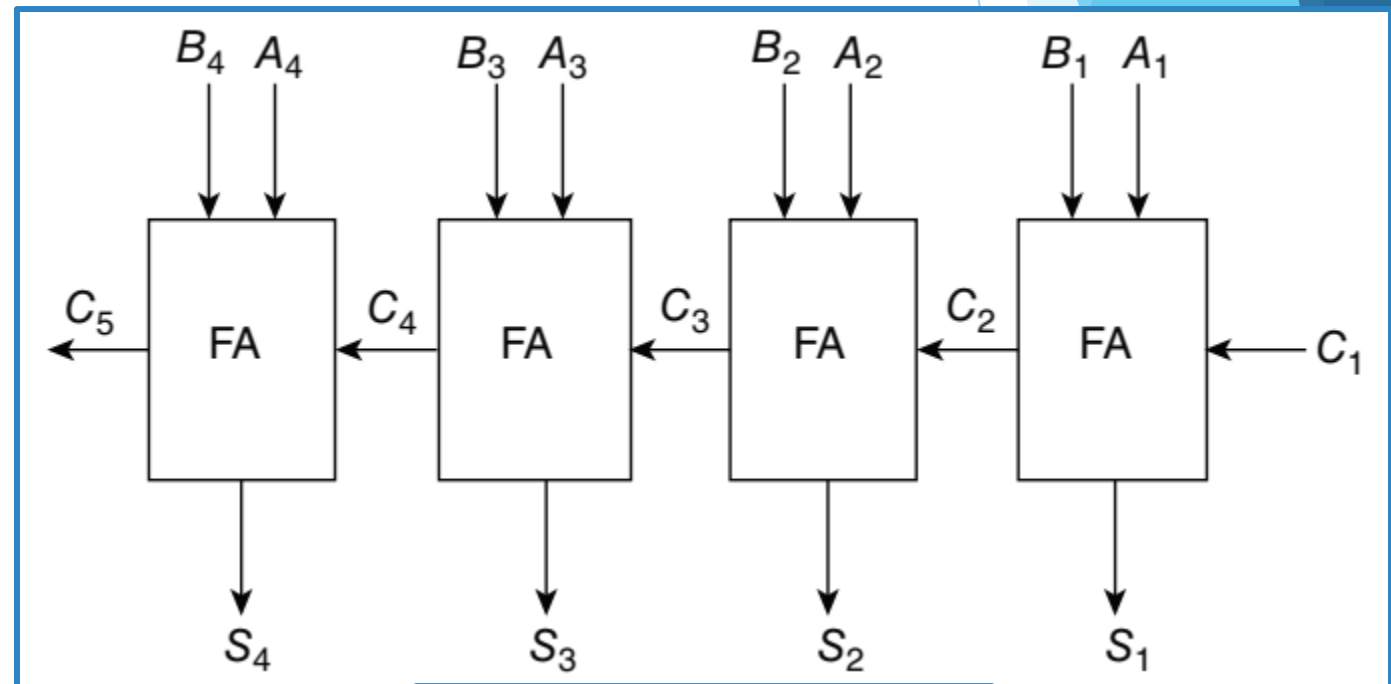 B₄ A₄ B₃ A₃ B₂ A₂ B₁ A₁
C₅ FA C₄ FA C₃ FA C₂ FA C₁
S₄ S₃ S₂ S₁